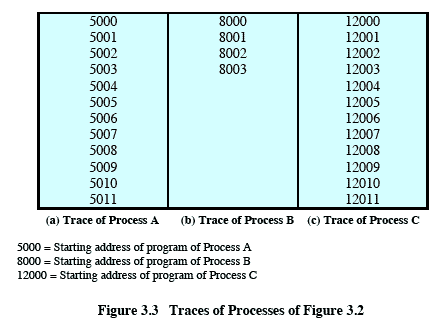 5000 8000 12000
5001 8001 12001
5002 8002 12002
5003 8003 12003
5004 12004
5005 12005
5006 12006
5007 12007
5008 12008
5009 12009
5010 12010
5011 12011
(a) Trace of Process A (b) Trace of Process B (c) Trace of Process C
5000 = Starting address of program of Process A
8000 = Starting address of program of Process B
12000 = Starting address of program of Process C
Figure 3.3 Traces of Processes of Figure 3.2